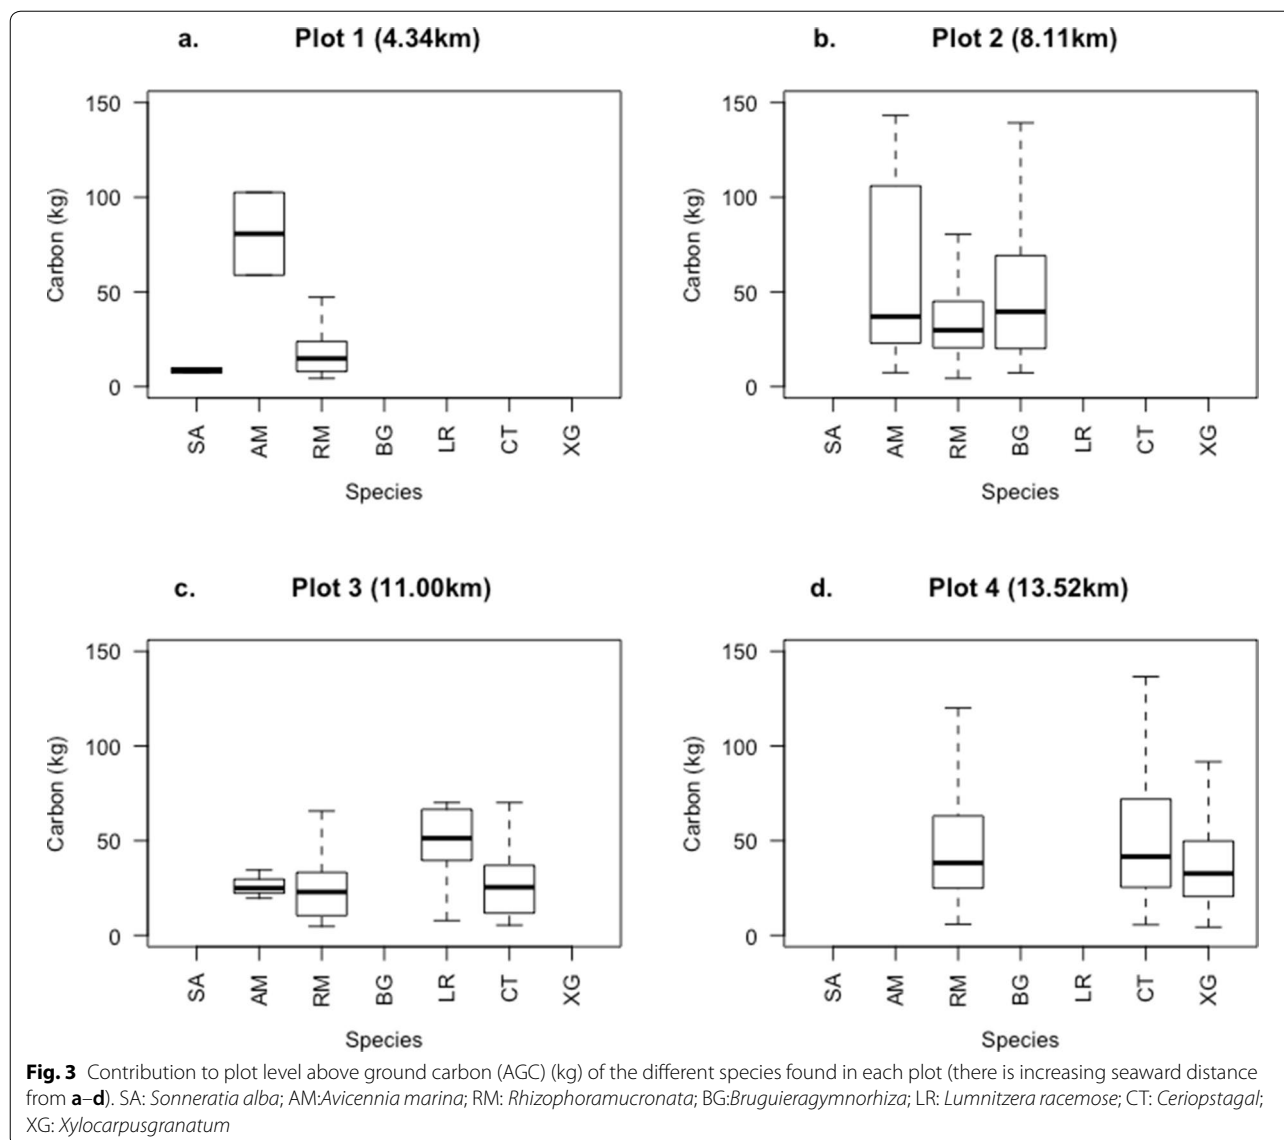 a. Plot 1 (4.34km)
150
100
50
0
Carbon (kg)
SA AM RM BG LR CT XG
Species
b. Plot 2 (8.11km)
150
100
50
0
Carbon (kg)
SA AM RM BG LR CT XG
Species
c. Plot 3 (11.00km)
150
100
50
0
Carbon (kg)
SA AM RM BG LR CT XG
Species
d. Plot 4 (13.52km)
150
100
50
0
Carbon (kg)
SA AM RM BG LR CT XG
Species
Fig. 3 Contribution to plot level above ground carbon (AGC) (kg) of the different species found in each plot (there is increasing seaward distance
from a–d). SA: Sonneratia alba; AM:Avicennia marina; RM: Rhizophoramucronata; BG:Bruguieragymnorhiza; LR: Lumnitzera racemose; CT: Ceriopstagal;
XG: Xylocarpusgranatum